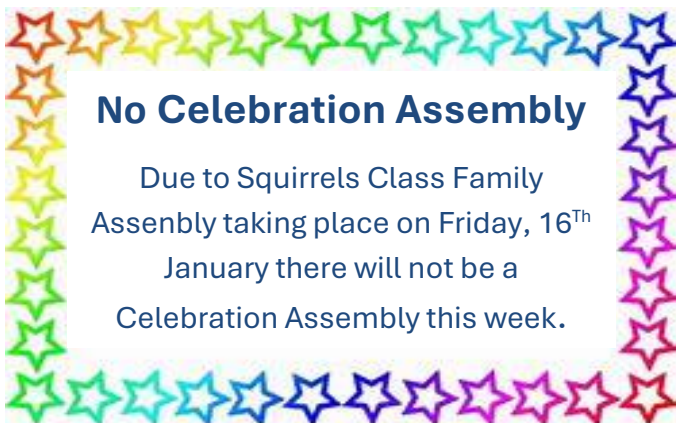 No Celebration Assembly
Due to Squirrels Class Family
Assenbly taking place on Friday, 16Th
January there will not be a
Celebration Assembly this week.